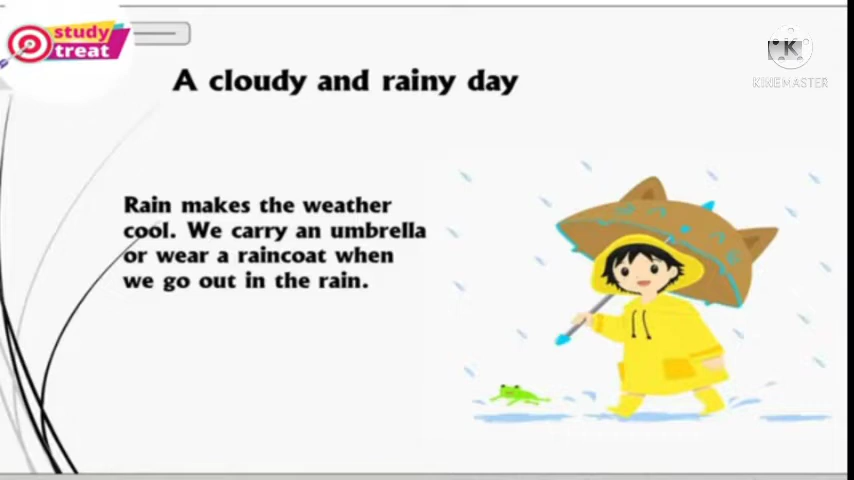 study
treat
K
KINEMASTER
A cloudy and rainy day
Rain makes the weather
cool. We carry an umbrella
or wear a raincoat when
we go out in the rain.